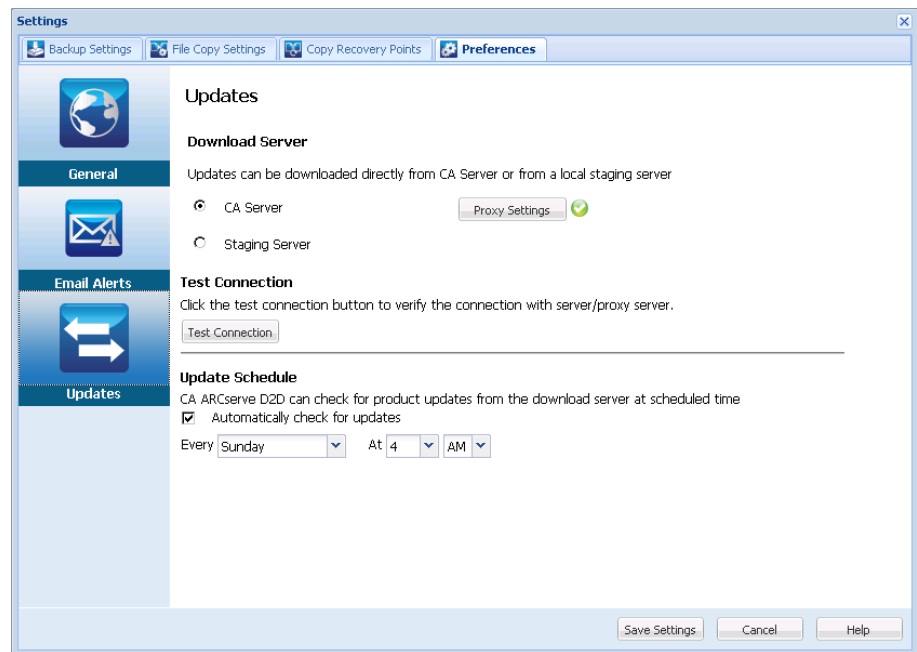 Settings
Backup Settings
File Copy Settings
Copy Recovery Points
Preferences
General
Email Alerts
Updates
Updates
Download Server
Updates can be downloaded directly from CA Server or from a local staging server
CA Server
Proxy Settings
Staging Server
Test Connection
Click the test connection button to verify the connection with server/proxy server.
Test Connection
Update Schedule
CA ARCserve D2D can check for product updates from the download server at scheduled time
Automatically check for updates
Every Sunday At 4 AM
Save Settings
Cancel
Help